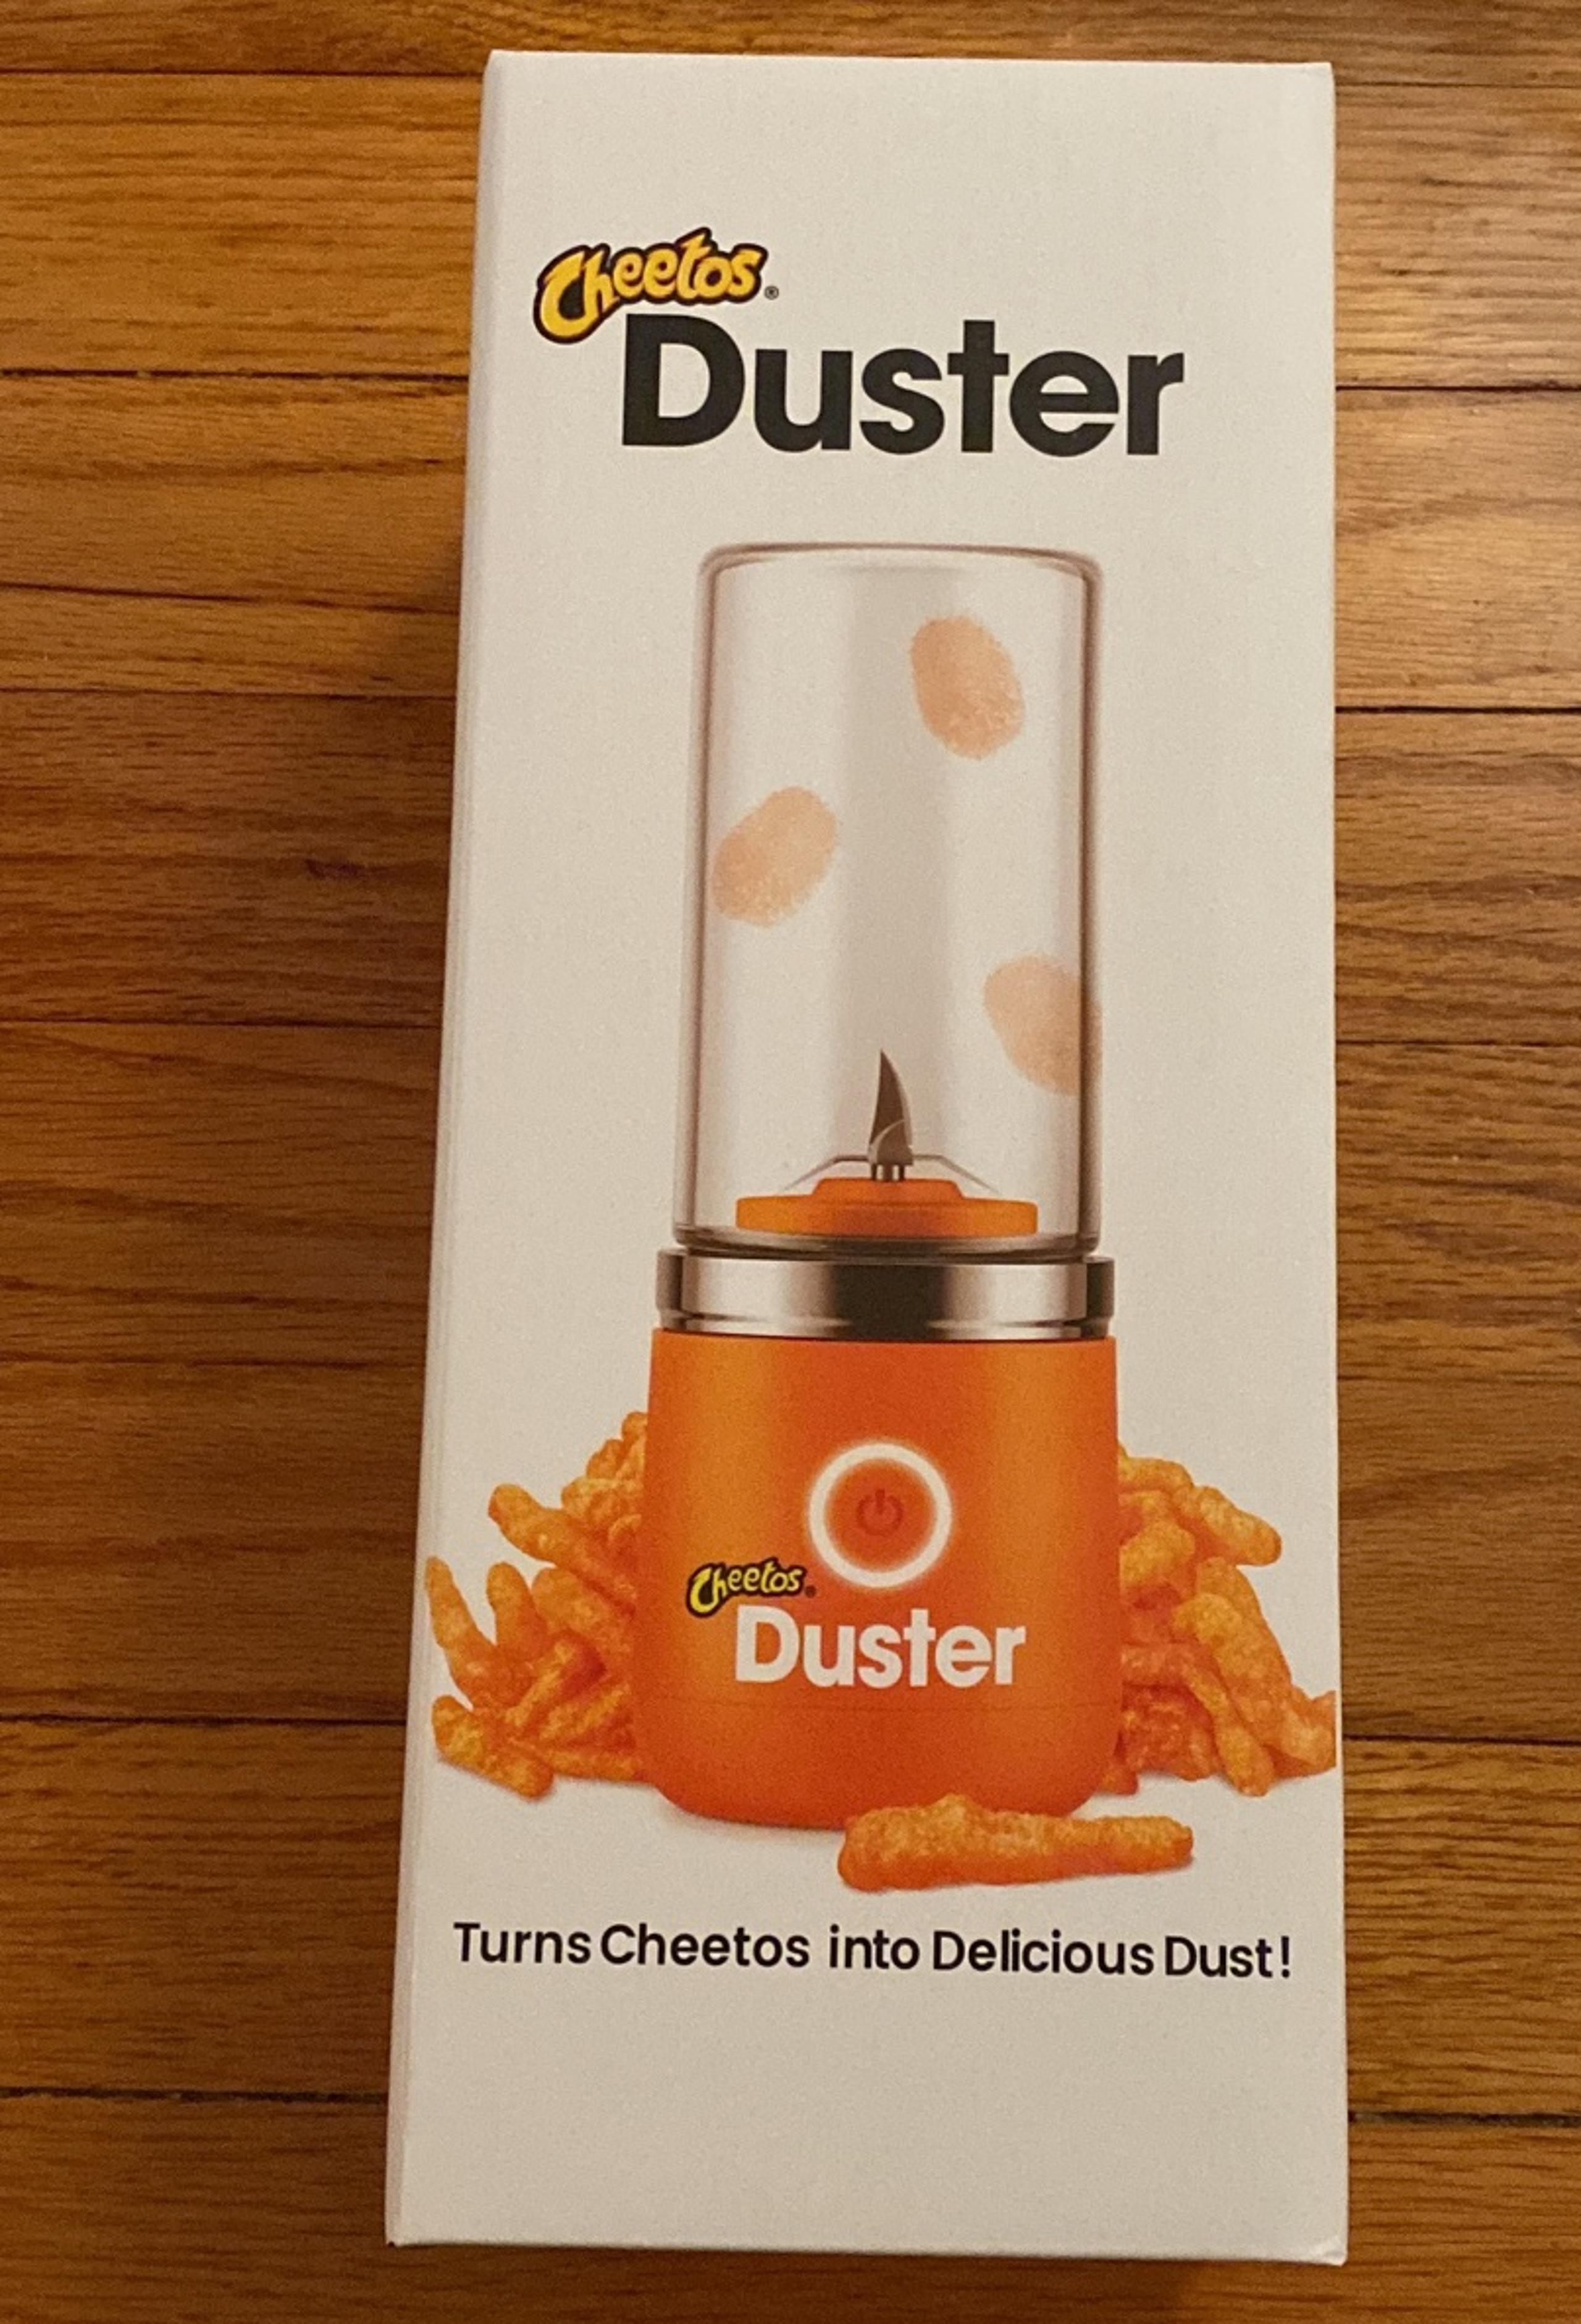 Cheetos®
Duster
Cheetos®
Duster
Turns Cheetos into Delicious Dust!